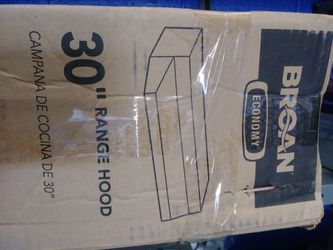 BROAN
ECONOMY
30" RANGE HOOD
CAMPANA DE COCINA DE 30"